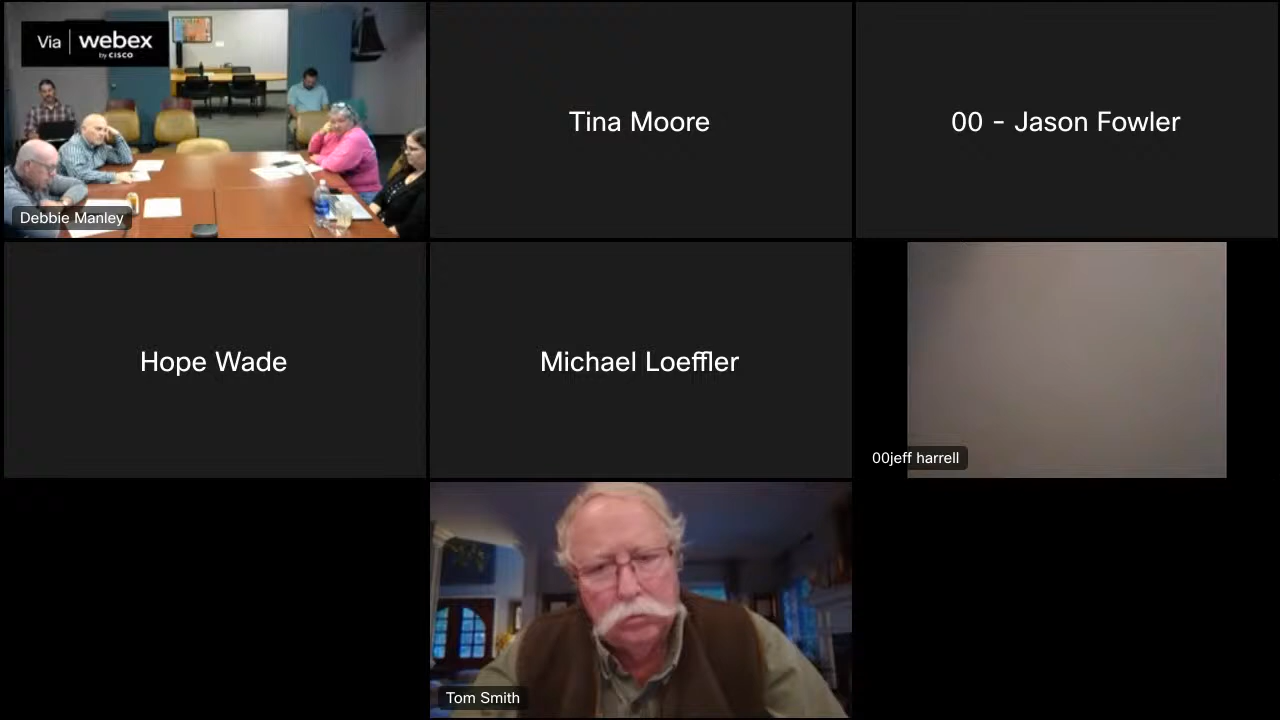 Via webex
by CISCO
Debbie Manley
Tina Moore
00 - Jason Fowler
Hope Wade
Michael Loeffler
00jeff harrell
Tom Smith